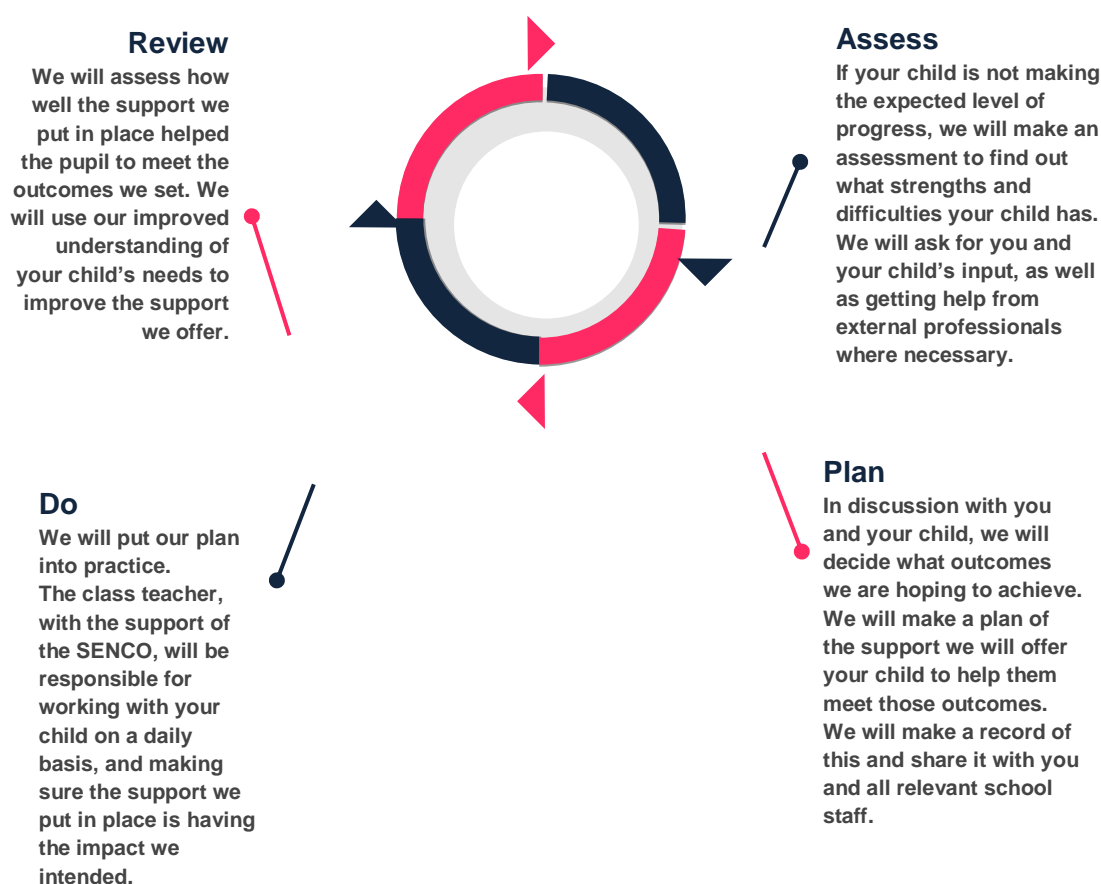 Review
We will assess how
well the support we
put in place helped
the pupil to meet the
outcomes we set. We
will use our improved
understanding of
your child’s needs to
improve the support
we offer.
Assess
If your child is not making
the expected level of
progress, we will make an
assessment to find out
what strengths and
difficulties your child has.
We will ask for you and
your child’s input, as well
as getting help from
external professionals
where necessary.
Do
We will put our plan
into practice.
The class teacher,
with the support of
the SENCO, will be
responsible for
working with your
child on a daily
basis, and making
sure the support we
put in place is having
the impact we
intended.
Plan
In discussion with you
and your child, we will
decide what outcomes
we are hoping to achieve.
We will make a plan of
the support we will offer
your child to help them
meet those outcomes.
We will make a record of
this and share it with you
and all relevant school
staff.